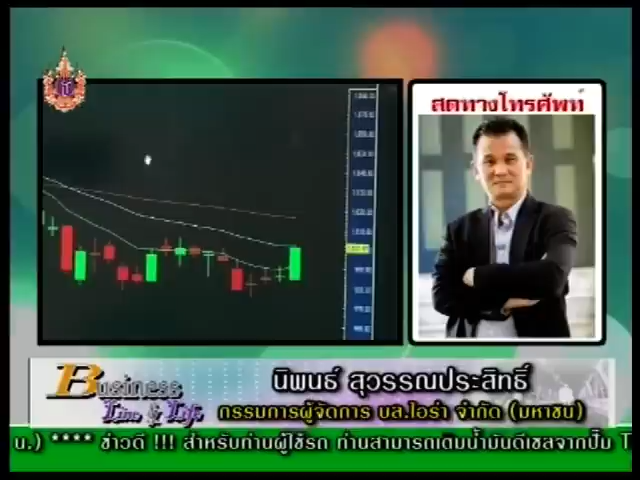 สดทางโทรศัพท์
Business
Line & Life
นิพนธ์ สุวรรณประสิทธิ์
กรรมการผู้จัดการ บล.ไอร่า จำกัด (มหาชน)
น.) **** ข่าวดี !!! สำหรับท่านผู้ใช้รถ ท่านสามารถเติมน้ำมันดีเซลจากปั๊ม T